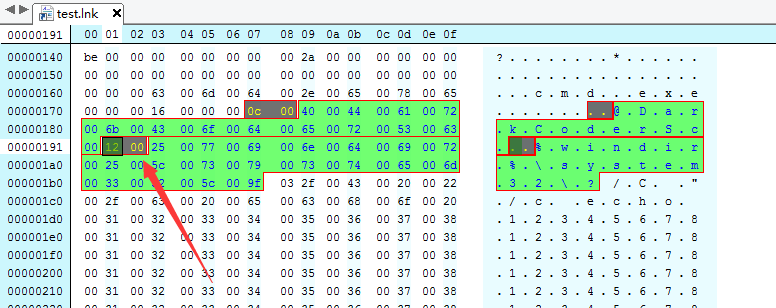 test.lnk
00000191 00 01 02 03 04 05 06 07 08 09 0a 0b 0c 0d 0e 0f
00000140 be 00 00 00 00 00 00 00 00 2a 00 00 00 00 00 00 ? . . . . . . . . * . . . . . .
00000150 00 00 00 00 00 00 00 00 00 00 00 00 00 00 00 00 . . . . . . . . . . . . . . . .
00000160 00 00 00 63 00 6d 00 64 00 2e 00 65 00 78 00 65 . . . c . m . d . . . e . x . e
00000170 00 00 00 16 00 00 00 0c 00 40 00 44 00 61 00 72 . . . . . . . . . @ . D . a . r
00000180 00 6b 00 43 00 6f 00 64 00 65 00 72 00 53 00 63 . k . C . o . d . e . r . S . c
00000191 00 12 00 25 00 77 00 69 00 6e 00 64 00 69 00 72 . . . % . w . i . n . d . i . r
000001a0 00 25 00 5c 00 73 00 79 00 73 00 74 00 65 00 6d . % . \ . s . y . s . t . e . m
000001b0 00 33 00 32 00 5c 00 9f 03 2f 00 43 00 20 00 22 . 3 . 2 . \ . ? / . C . . "
000001c0 00 2f 00 63 00 20 00 65 00 63 00 68 00 6f 00 20 . / . c . . e . c . h . o .
000001d0 00 31 00 32 00 33 00 34 00 35 00 36 00 37 00 38 . 1 . 2 . 3 . 4 . 5 . 6 . 7 . 8
000001e0 00 31 00 32 00 33 00 34 00 35 00 36 00 37 00 38 . 1 . 2 . 3 . 4 . 5 . 6 . 7 . 8
000001f0 00 31 00 32 00 33 00 34 00 35 00 36 00 37 00 38 . 1 . 2 . 3 . 4 . 5 . 6 . 7 . 8
00000200 00 31 00 32 00 33 00 34 00 35 00 36 00 37 00 38 . 1 . 2 . 3 . 4 . 5 . 6 . 7 . 8
00000210 00 31 00 32 00 33 00 34 00 35 00 36 00 37 00 38 . 1 . 2 . 3 . 4 . 5 . 6 . 7 . 8